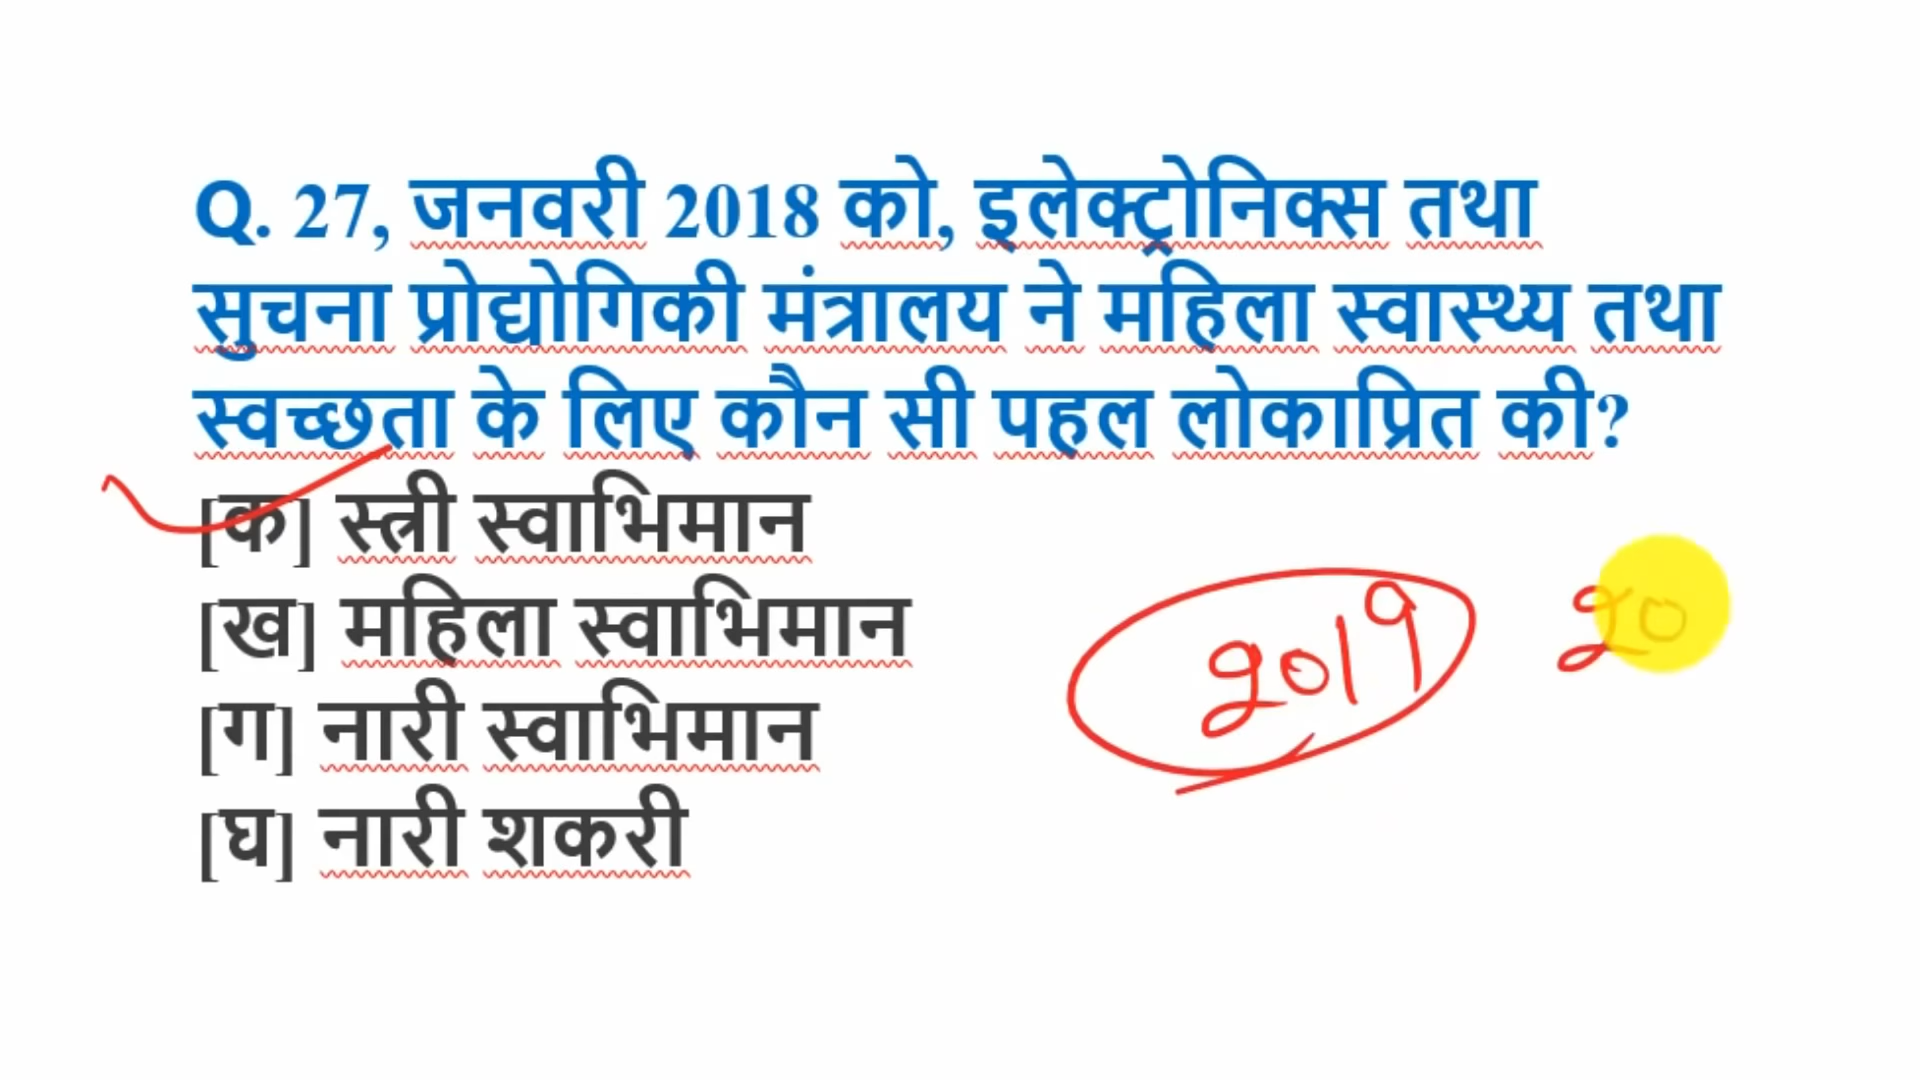 Q. 27, जनवरी 2018 को, इलेक्ट्रोनिक्स तथा
सुचना प्रोद्योगिकी मंत्रालय ने महिला स्वास्थ्य तथा
स्वच्छता के लिए कौन सी पहल लोकाप्रित की?
[क] स्त्री स्वाभिमान
[ख] महिला स्वाभिमान
[ग] नारी स्वाभिमान
[घ] नारी शकरी
2019 20